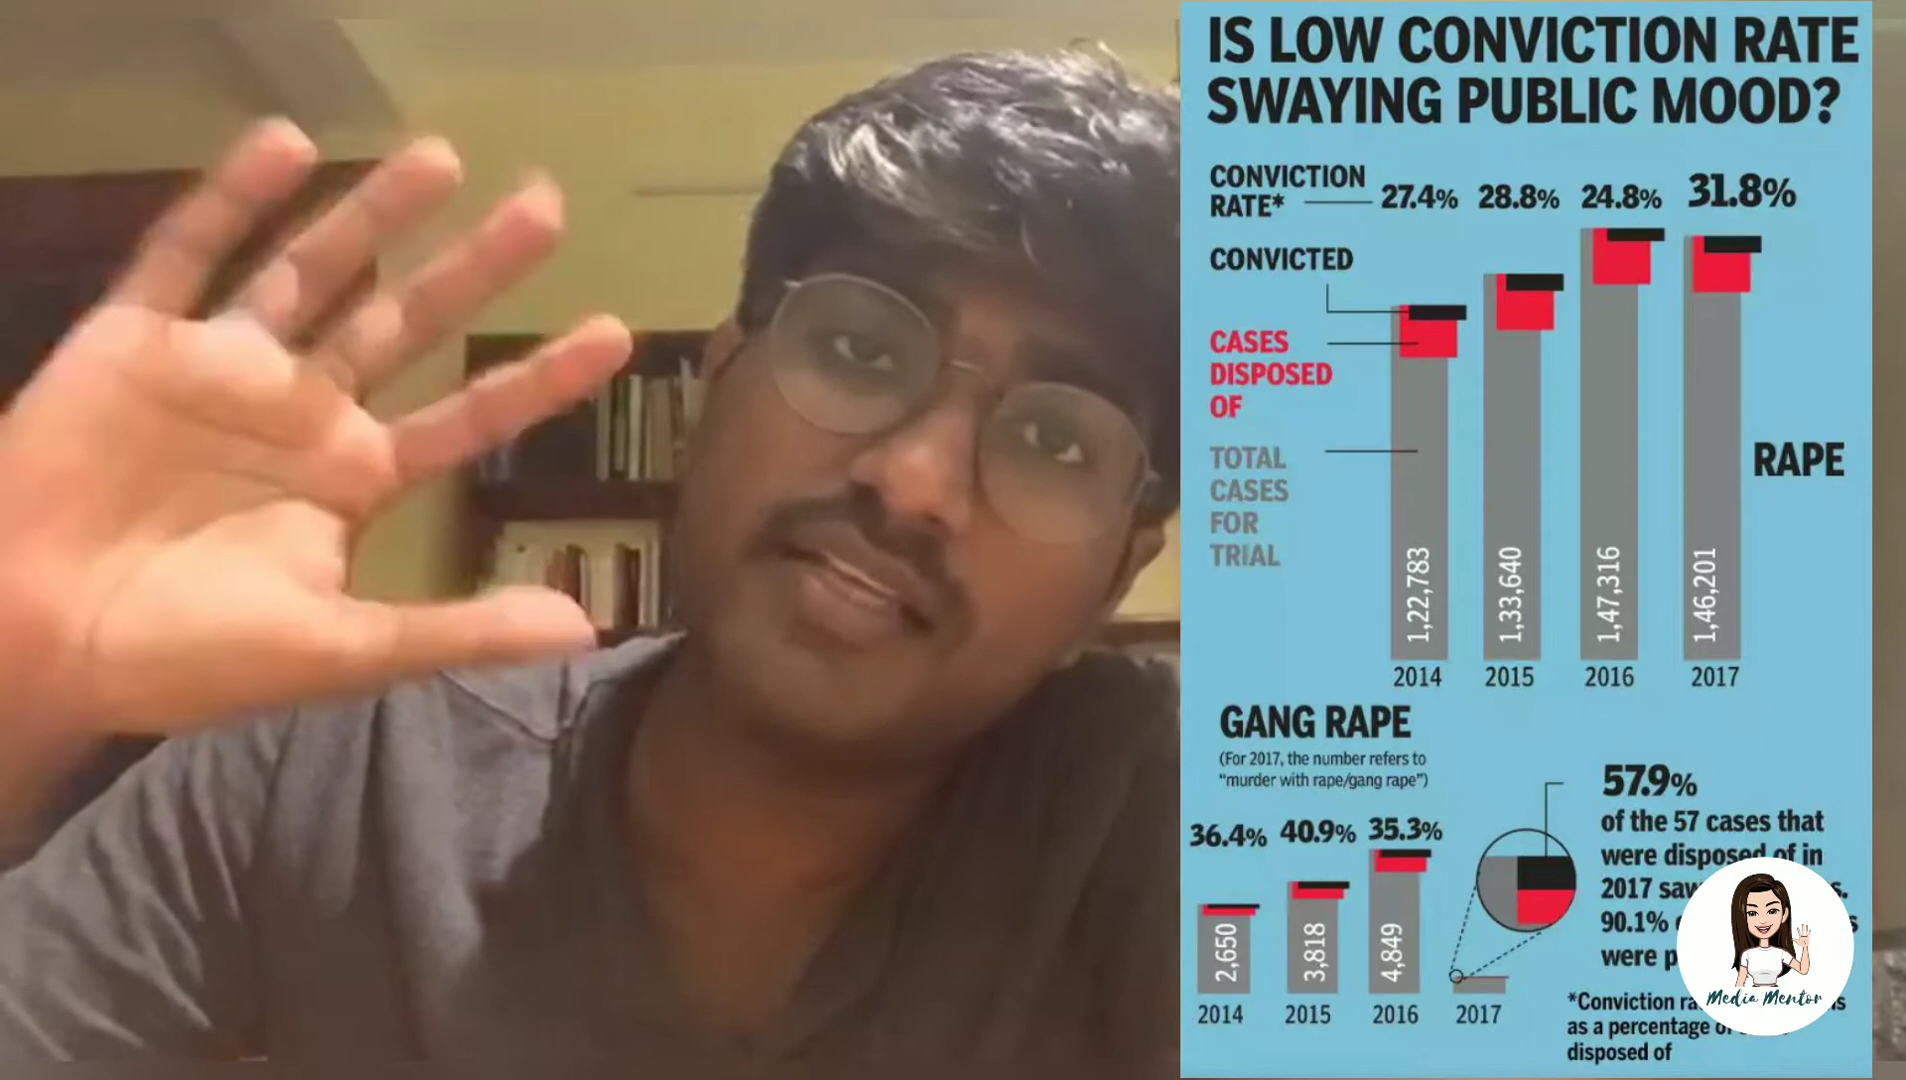 IS LOW CONVICTION RATE
SWAYING PUBLIC MOOD?
CONVICTION
RATE*
27.4% 28.8% 24.8% 31.8%
CONVICTED
CASES
DISPOSED
OF
TOTAL
CASES
FOR
TRIAL
RAPE
1,22,783 1,33,640 1,47,316 1,46,201
2014 2015 2016 2017
GANG RAPE
(For 2017, the number refers to
"murder with rape/gang rape")
36.4% 40.9% 35.3%
2,650 3,818 4,849
2014 2015 2016 2017
57.9%
of the 57 cases that
were disposed of in
2017
90.1%
were
*Conviction
as a percentage
disposed of
Media Mentor